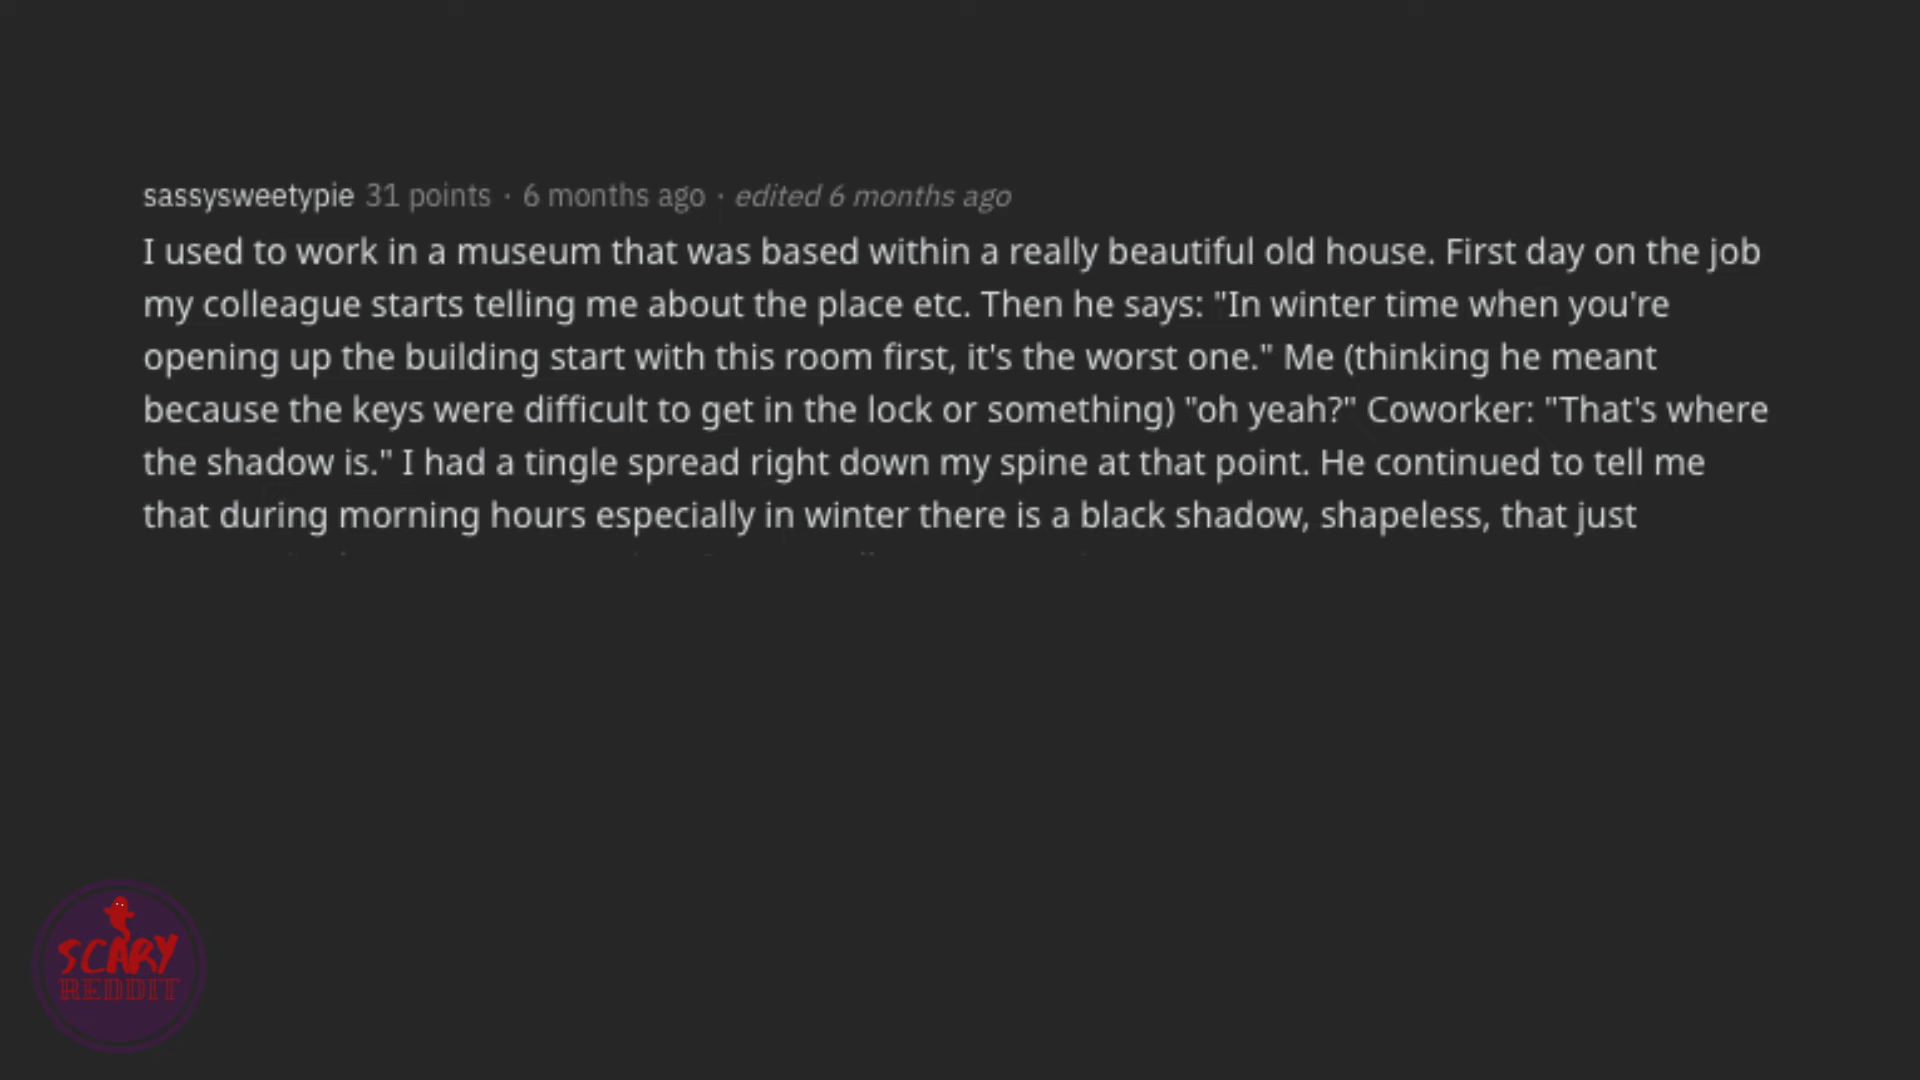 sassysweetypie 31 points · 6 months ago · edited 6 months ago
I used to work in a museum that was based within a really beautiful old house. First day on the job
my colleague starts telling me about the place etc. Then he says: "In winter time when you're
opening up the building start with this room first, it's the worst one." Me (thinking he meant
because the keys were difficult to get in the lock or something) "oh yeah?" Coworker: "That's where
the shadow is." I had a tingle spread right down my spine at that point. He continued to tell me
that during morning hours especially in winter there is a black shadow, shapeless, that just
SCARY
REDDIT